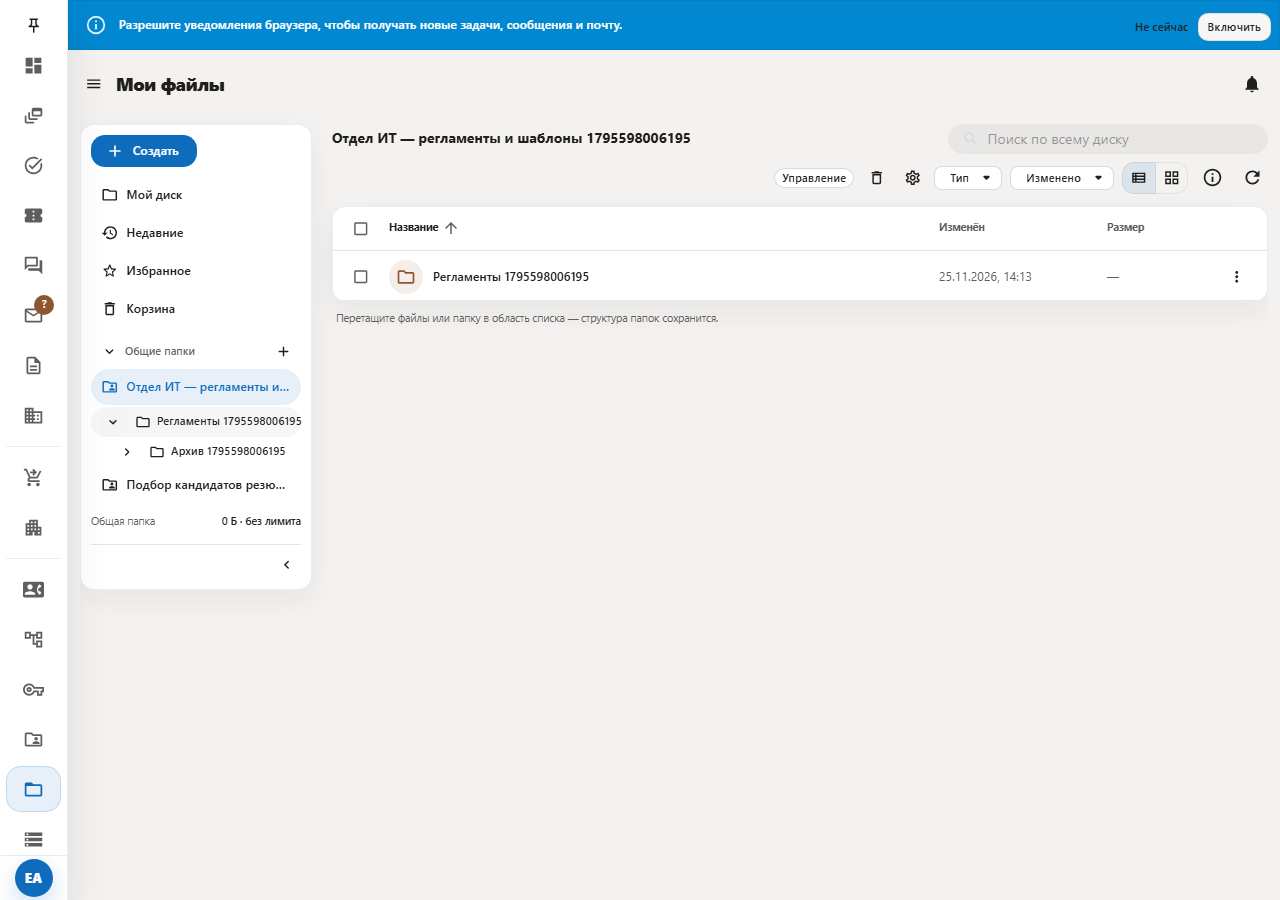 Разрешите уведомления браузера, чтобы получать новые задачи, сообщения и почту.
Не сейчас
Включить
Мои файлы
Создать
Мой диск
Недавние
Избранное
Корзина
Общие папки
Отдел ИТ — регламенты и...
Регламенты 1795598006195
Архив 1795598006195
Подбор кандидатов резю...
Общая папка
0 Б · без лимита
Отдел ИТ — регламенты и шаблоны 1795598006195
Поиск по всему диску
Управление
Тип
Изменено
Название
Изменён
Размер
Регламенты 1795598006195
25.11.2026, 14:13
—
Перетащите файлы или папку в область списка — структура папок сохранится.
?
EA